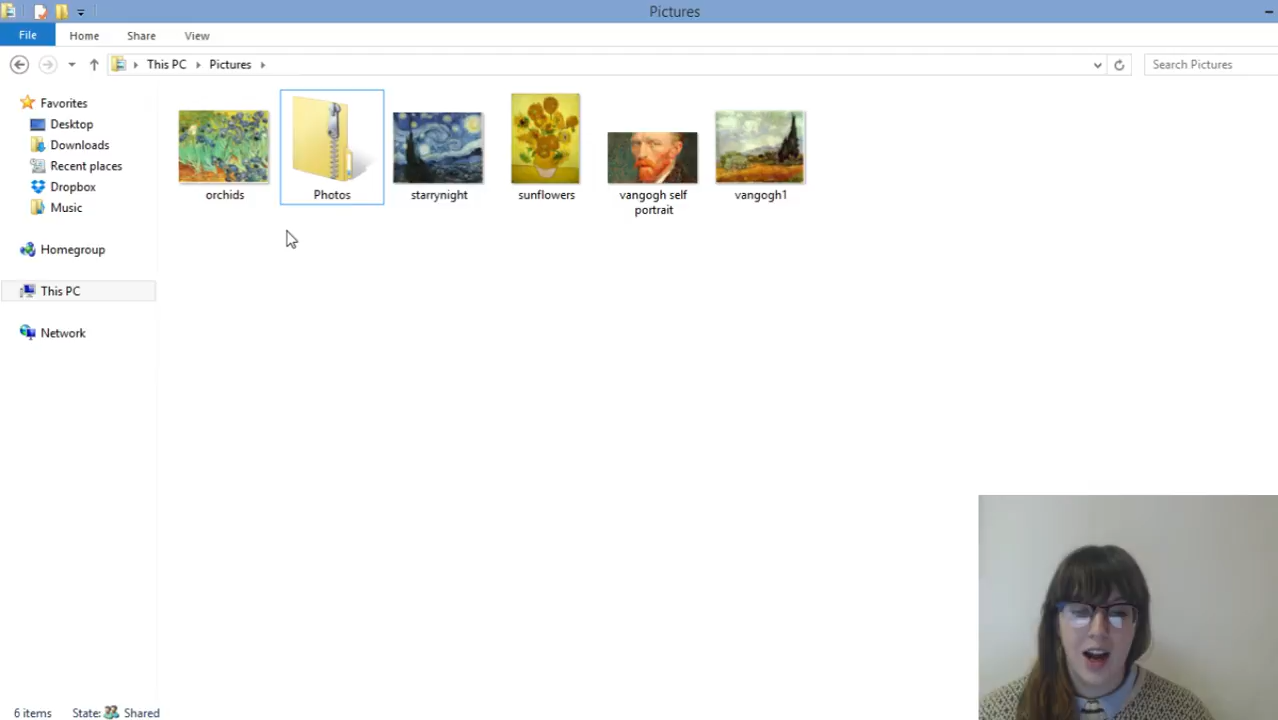 Pictures
File Home Share View
This PC Pictures
Search Pictures
Favorites
Desktop
Downloads
Recent places
Dropbox
Music
Homegroup
This PC
Network
orchids
Photos
starrynight
sunflowers
vangogh self
portrait
vangogh1
6 items State: Shared